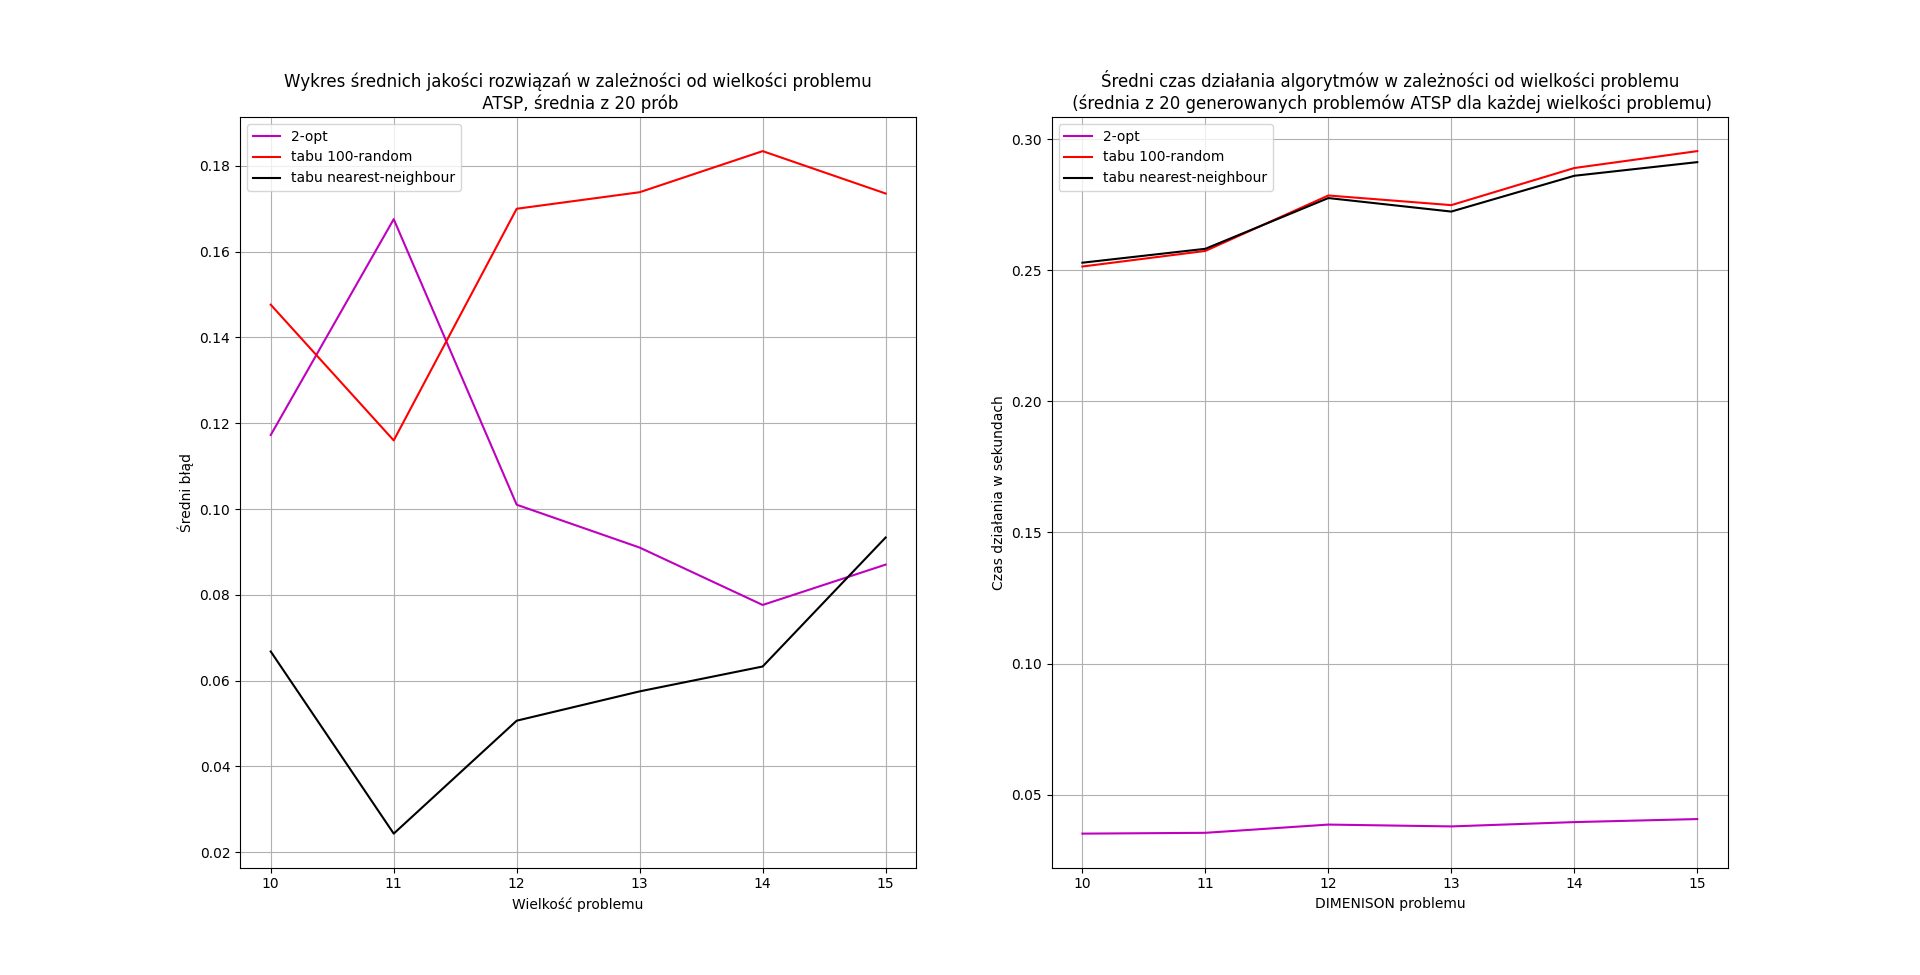 Wykres średnich jakości rozwiązań w zależności od wielkości problemu
ATSP, średnia z 20 prób
2-opt
tabu 100-random
tabu nearest-neighbour
0.18
0.16
0.14
0.12
0.10
0.08
0.06
0.04
0.02
Średni błąd
10 11 12 13 14 15
Wielkość problemu
Średni czas działania algorytmów w zależności od wielkości problemu
(średnia z 20 generowanych problemów ATSP dla każdej wielkości problemu)
2-opt
tabu 100-random
tabu nearest-neighbour
0.30
0.25
0.20
0.15
0.10
0.05
Czas działania w sekundach
10 11 12 13 14 15
DIMENISON problemu